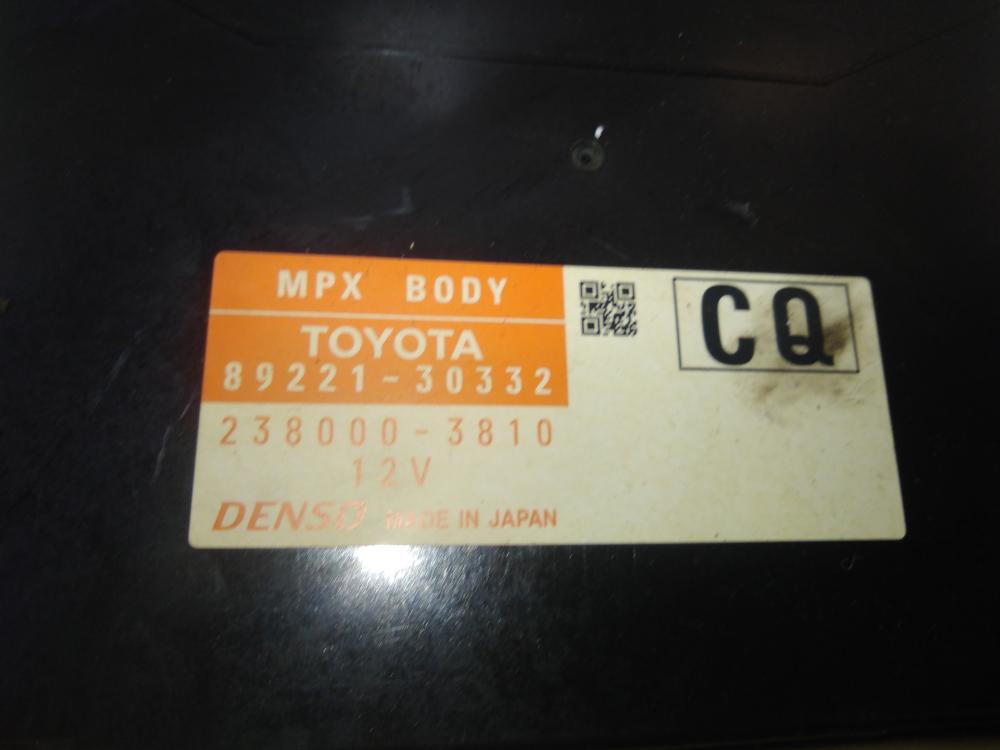 MPX BODY
TOYOTA
89221-30332
238000-3810
12V
DENSO MADE IN JAPAN
CQ